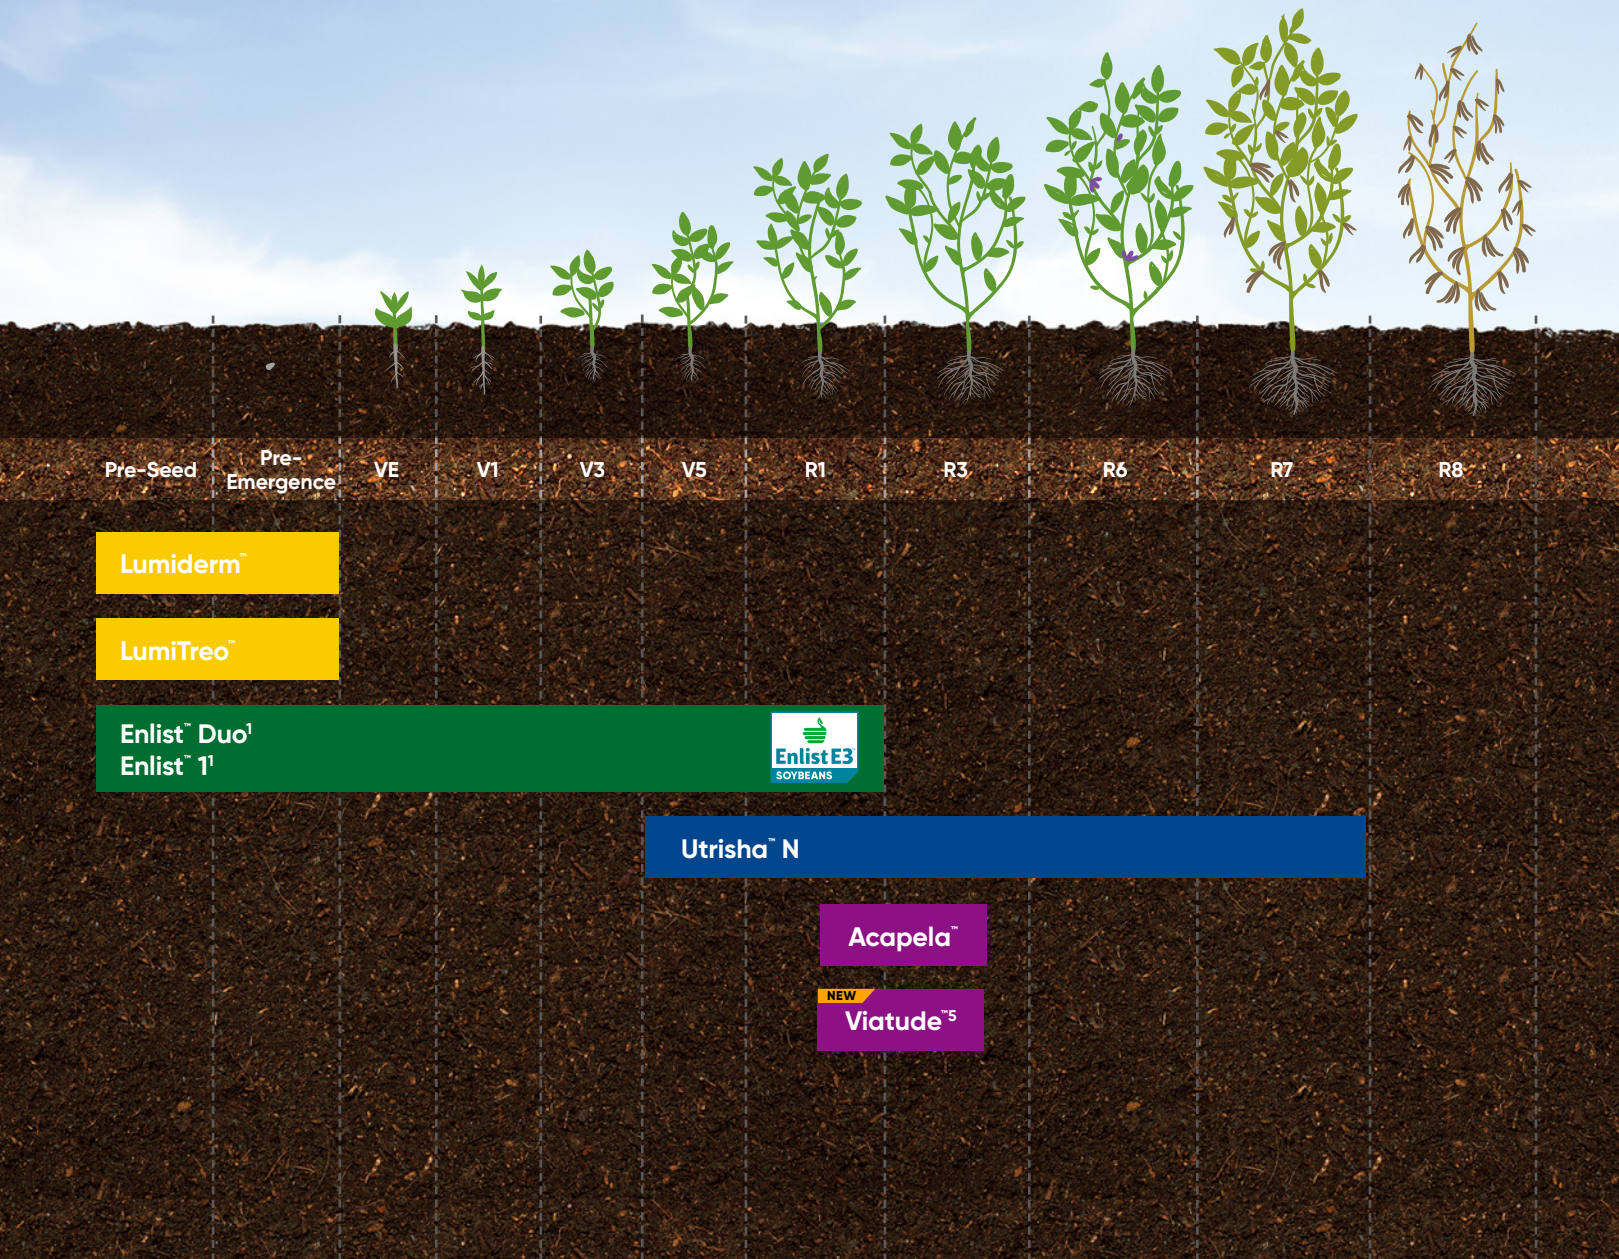 Pre-Seed
Pre-
Emergence
VE
V1
V3
V5
R1
R3
R6
R7
R8
Lumiderm™
LumiTreo™
Enlist™ Duo¹
Enlist™ 1¹
Enlist E3™
SOYBEANS
Utrisha™ N
Acapela™
NEW
Viatude™⁵